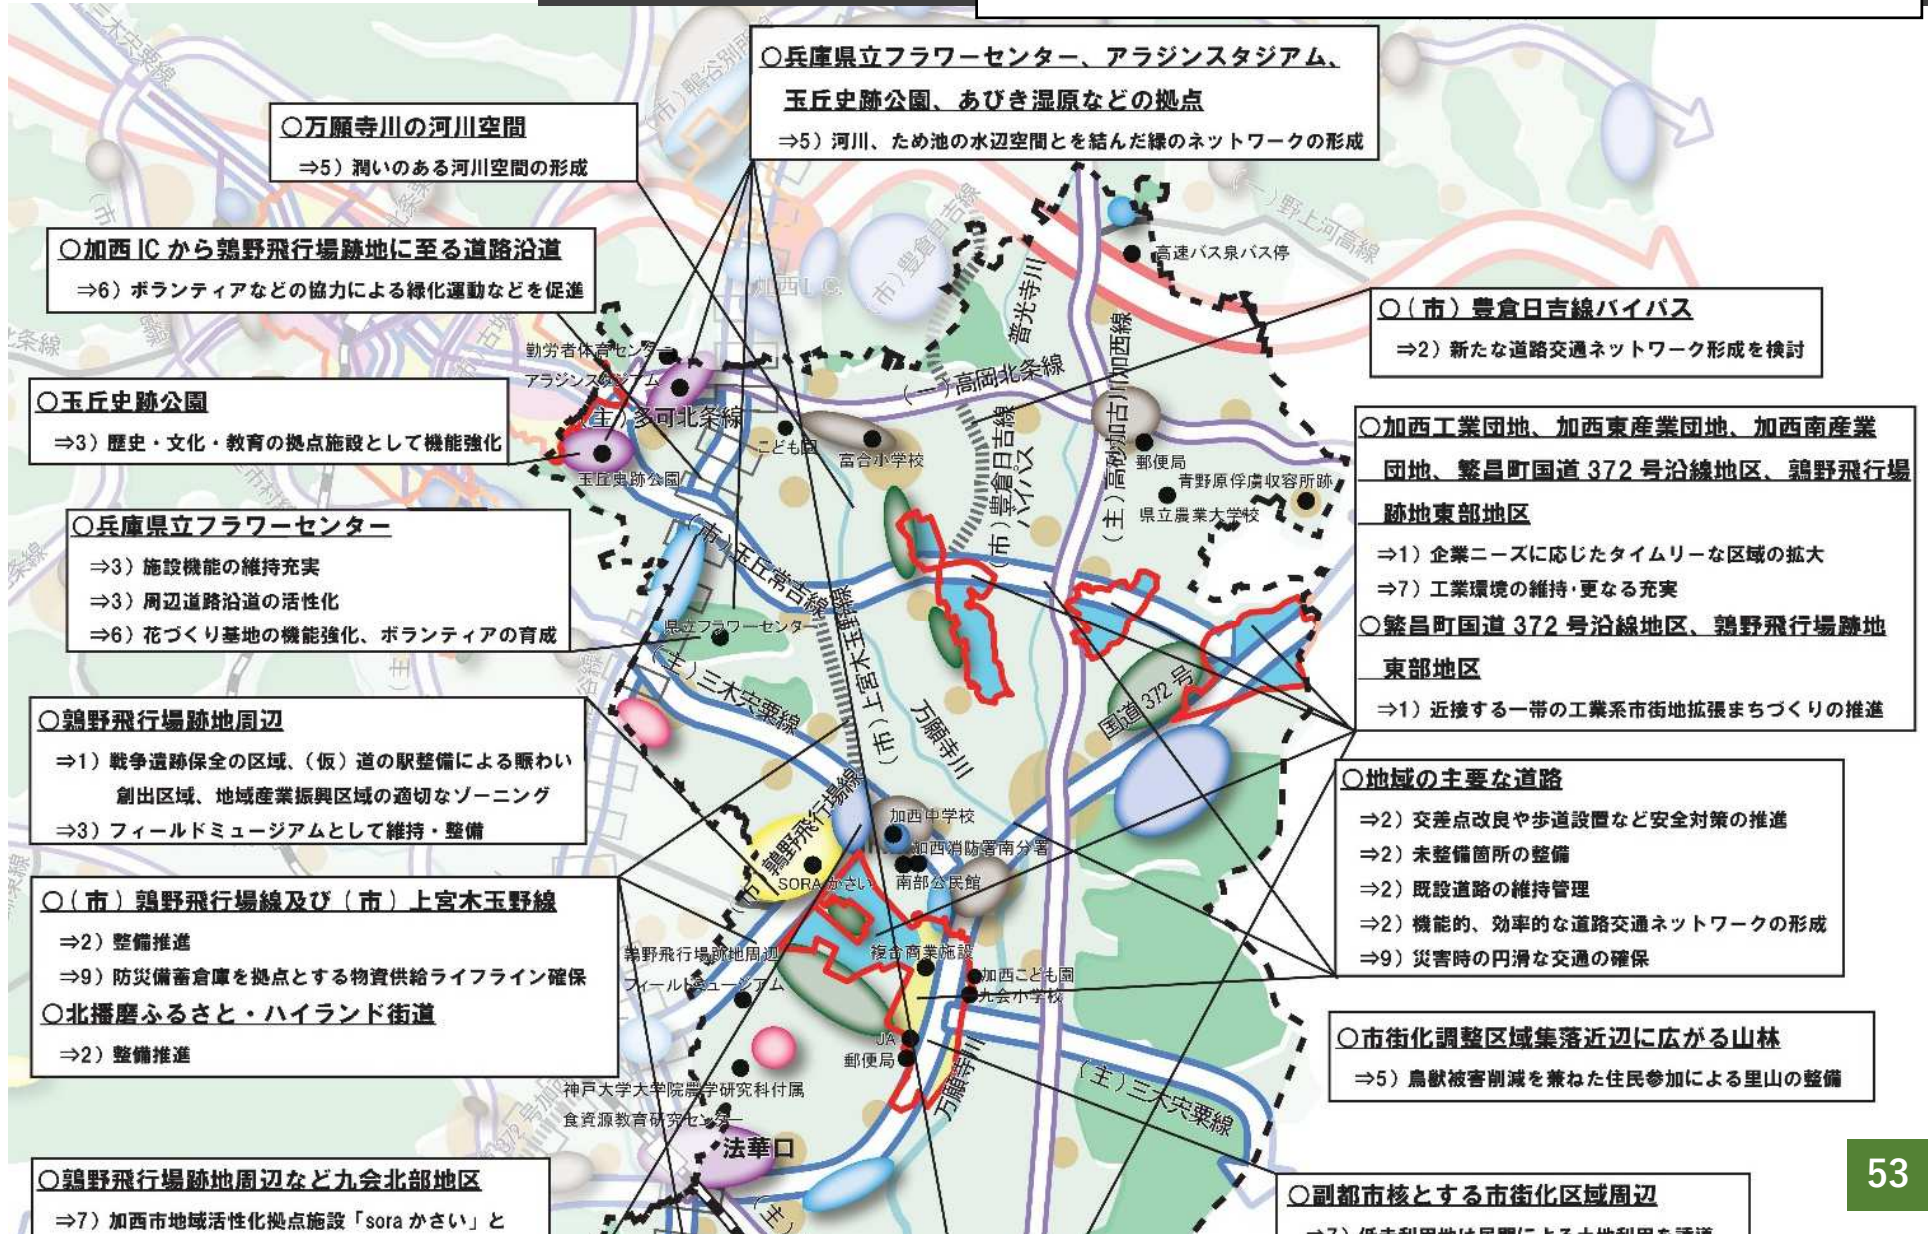 ○兵庫県立フラワーセンター、アラジンスタジアム、
玉丘史跡公園、あびき湿原などの拠点
⇒5）河川、ため池の水辺空間とを結んだ緑のネットワークの形成
○万願寺川の河川空間
⇒5）潤いのある河川空間の形成
○加西ICから鶉野飛行場跡地に至る道路沿道
⇒6）ボランティアなどの協力による緑化運動などを促進
○玉丘史跡公園
⇒3）歴史・文化・教育の拠点施設として機能強化
○兵庫県立フラワーセンター
⇒3）施設機能の維持充実
⇒3）周辺道路沿道の活性化
⇒6）花づくり基地の機能強化、ボランティアの育成
○鶉野飛行場跡地周辺
⇒1）戦争遺跡保全の区域、（仮）道の駅整備による賑わい
創出区域、地域産業振興区域の適切なゾーニング
⇒3）フィールドミュージアムとして維持・整備
○（市）鶉野飛行場線及び（市）上宮木玉野線
⇒2）整備推進
⇒9）防災備蓄倉庫を拠点とする物資供給ライフライン確保
○北播磨ふるさと・ハイランド街道
⇒2）整備推進
○鶉野飛行場跡地周辺など九会北部地区
⇒7）加西市地域活性化拠点施設「soraかさい」と
○（市）豊倉日吉線バイパス
⇒2）新たな道路交通ネットワーク形成を検討
○加西工業団地、加西東産業団地、加西南産業
団地、繁昌町国道372号沿線地区、鶉野飛行場
跡地東部地区
⇒1）企業ニーズに応じたタイムリーな区域の拡大
⇒7）工業環境の維持・更なる充実
○繁昌町国道372号沿線地区、鶉野飛行場跡地
東部地区
⇒1）近接する一帯の工業系市街地拡張まちづくりの推進
○地域の主要な道路
⇒2）交差点改良や歩道設置など安全対策の推進
⇒2）未整備箇所の整備
⇒2）既設道路の維持管理
⇒2）機能的、効率的な道路交通ネットワークの形成
⇒9）災害時の円滑な交通の確保
○市街化調整区域集落近辺に広がる山林
⇒5）鳥獣被害削減を兼ねた住民参加による里山の整備
○副都市核とする市街化区域周辺
⇒7）低未利用地は民間による土地利用を誘導
53
三木宍粟線
（市）鴨谷別所
（市）豊倉日吉線
加西I.C.
（一）野上河高線
高速バス泉バス停
普光寺川
（主）高砂加古川加西線
（一）高岡北条線
勤労者体育センター
アラジンスタジアム
（主）多可北条線
玉丘史跡公園
こども園
富合小学校
（市）豊倉日吉線
バイパス
郵便局
青野原俘虜収容所跡
県立農業大学校
（市）玉丘常吉線
県立フラワーセンター
（市）上宮木玉野線
（主）三木宍粟線
万願寺川
国道372号
（市）鶉野飛行場線
加西中学校
加西消防署南分署
SORAかさい
南部公民館
鶉野飛行場跡地周辺
フィールドミュージアム
複合商業施設
加西こども園
九会小学校
JA
郵便局
万願寺川
（主）三木宍粟線
神戸大学大学院農学研究科付属
食資源教育研究センター
法華口
（主）